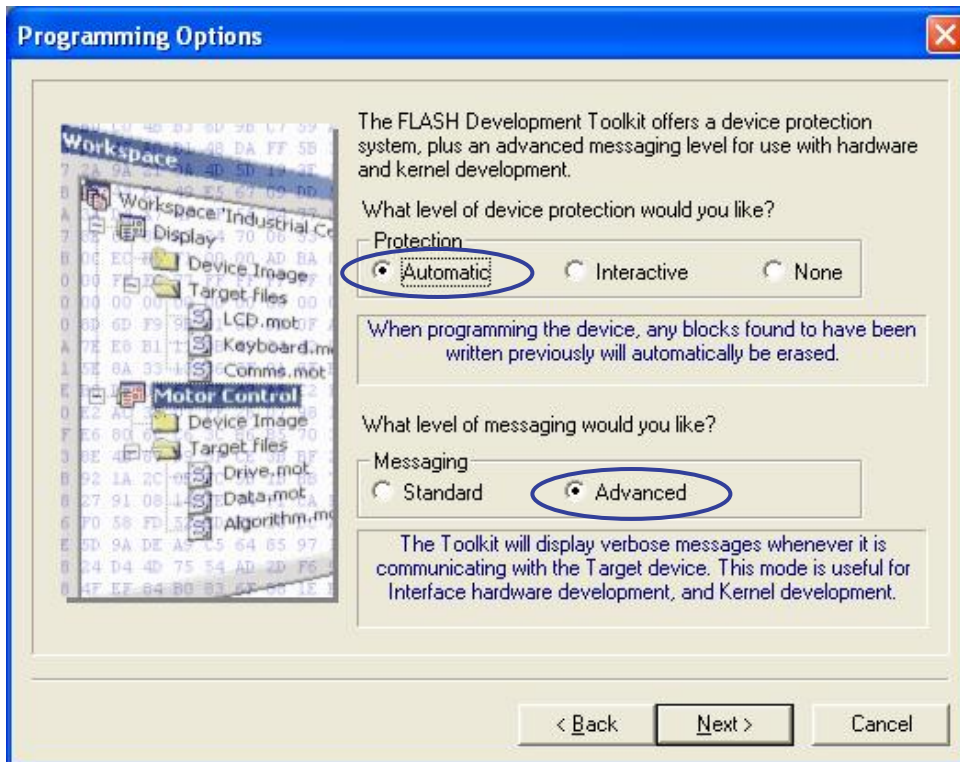 Programming Options
Workspace
Workspace 'Industrial Co
Display
Device Image
Target files
LCD.mot
Keyboard.m
Comms.mot
Motor Control
Device Image
Target files
Drive.mot
Data.mot
Algorithm.mo
The FLASH Development Toolkit offers a device protection
system, plus an advanced messaging level for use with hardware
and kernel development.
What level of device protection would you like?
Protection
Automatic Interactive None
When programming the device, any blocks found to have been
written previously will automatically be erased.
What level of messaging would you like?
Messaging
Standard Advanced
The Toolkit will display verbose messages whenever it is
communicating with the Target device. This mode is useful for
Interface hardware development, and Kernel development.
< Back Next > Cancel